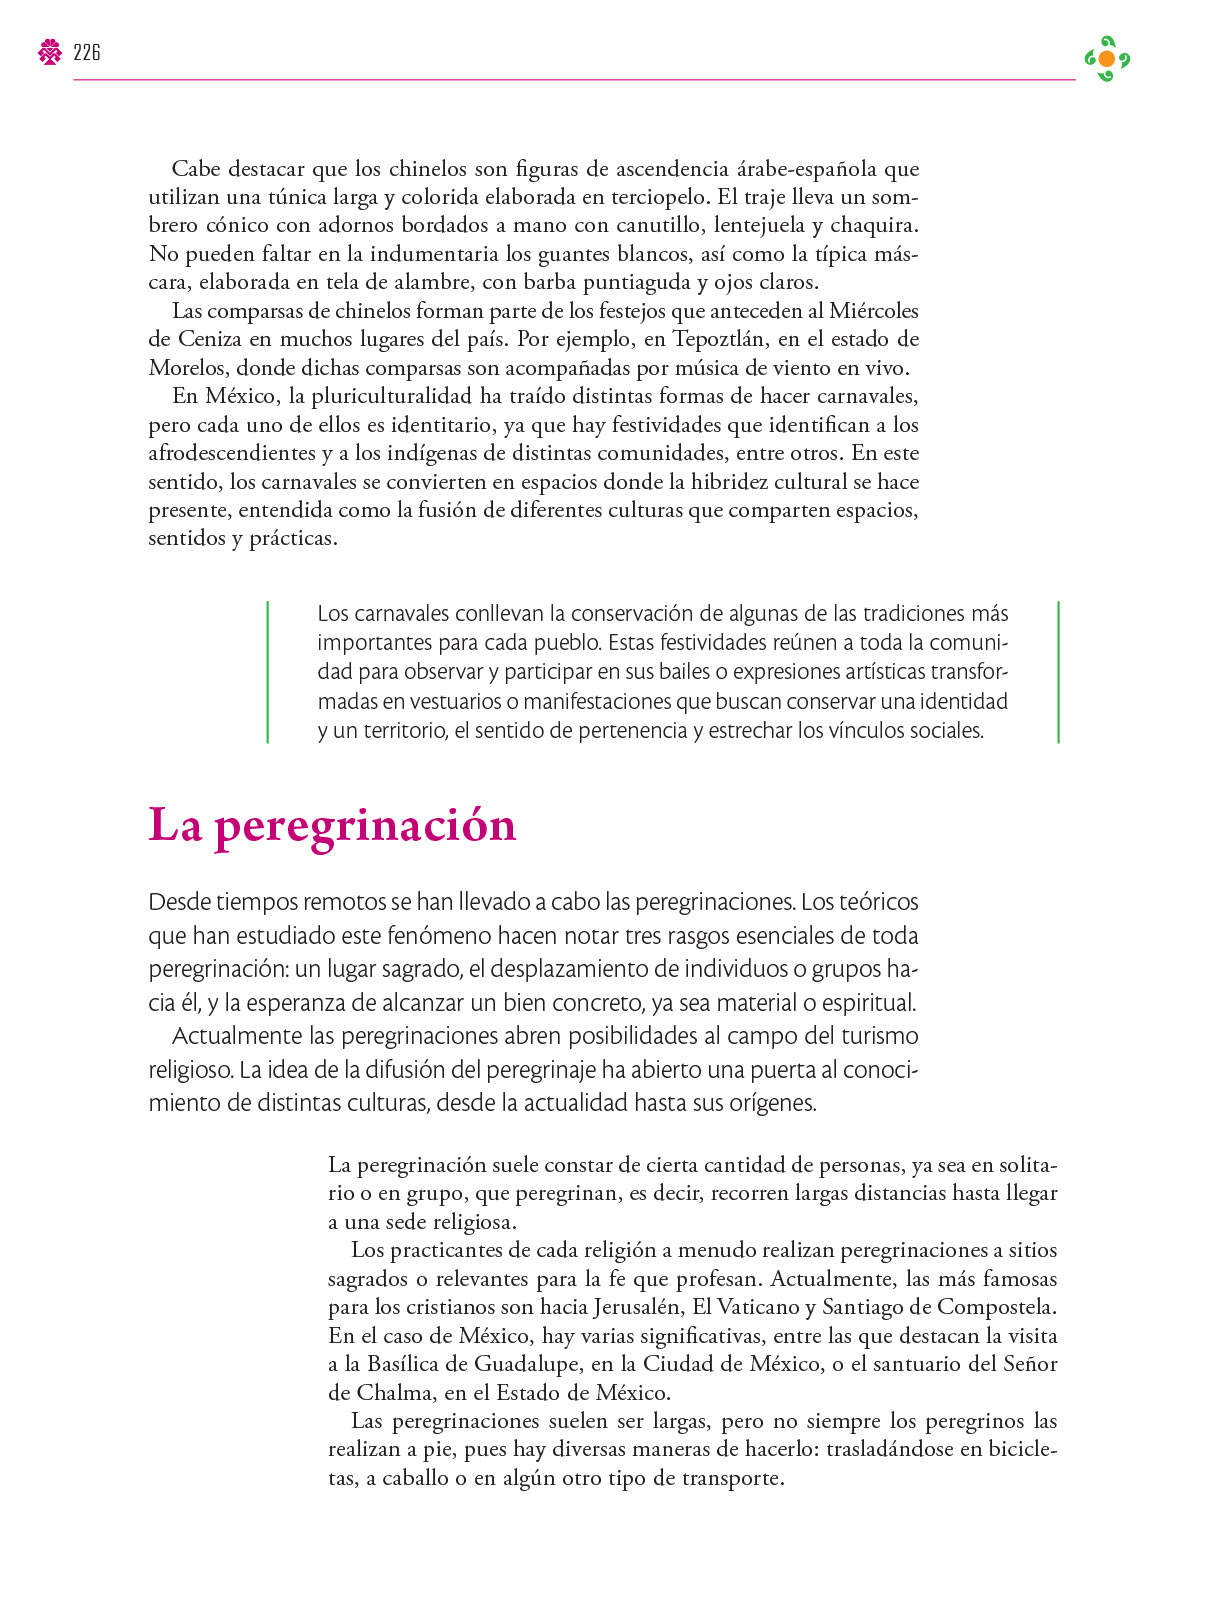 226
Cabe destacar que los chinelos son figuras de ascendencia árabe-española que
utilizan una túnica larga y colorida elaborada en terciopelo. El traje lleva un som-
brero cónico con adornos bordados a mano con canutillo, lentejuela y chaquira.
No pueden faltar en la indumentaria los guantes blancos, así como la típica más-
cara, elaborada en tela de alambre, con barba puntiaguda y ojos claros.
Las comparsas de chinelos forman parte de los festejos que anteceden al Miércoles
de Ceniza en muchos lugares del país. Por ejemplo, en Tepoztlán, en el estado de
Morelos, donde dichas comparsas son acompañadas por música de viento en vivo.
En México, la pluriculturalidad ha traído distintas formas de hacer carnavales,
pero cada uno de ellos es identitario, ya que hay festividades que identifican a los
afrodescendientes y a los indígenas de distintas comunidades, entre otros. En este
sentido, los carnavales se convierten en espacios donde la hibridez cultural se hace
presente, entendida como la fusión de diferentes culturas que comparten espacios,
sentidos y prácticas.
Los carnavales conllevan la conservación de algunas de las tradiciones más
importantes para cada pueblo. Estas festividades reúnen a toda la comuni-
dad para observar y participar en sus bailes o expresiones artísticas transfor-
madas en vestuarios o manifestaciones que buscan conservar una identidad
y un territorio, el sentido de pertenencia y estrechar los vínculos sociales.
La peregrinación
Desde tiempos remotos se han llevado a cabo las peregrinaciones. Los teóricos
que han estudiado este fenómeno hacen notar tres rasgos esenciales de toda
peregrinación: un lugar sagrado, el desplazamiento de individuos o grupos ha-
cia él, y la esperanza de alcanzar un bien concreto, ya sea material o espiritual.
Actualmente las peregrinaciones abren posibilidades al campo del turismo
religioso. La idea de la difusión del peregrinaje ha abierto una puerta al conoci-
miento de distintas culturas, desde la actualidad hasta sus orígenes.
La peregrinación suele constar de cierta cantidad de personas, ya sea en solita-
rio o en grupo, que peregrinan, es decir, recorren largas distancias hasta llegar
a una sede religiosa.
Los practicantes de cada religión a menudo realizan peregrinaciones a sitios
sagrados o relevantes para la fe que profesan. Actualmente, las más famosas
para los cristianos son hacia Jerusalén, El Vaticano y Santiago de Compostela.
En el caso de México, hay varias significativas, entre las que destacan la visita
a la Basílica de Guadalupe, en la Ciudad de México, o el santuario del Señor
de Chalma, en el Estado de México.
Las peregrinaciones suelen ser largas, pero no siempre los peregrinos las
realizan a pie, pues hay diversas maneras de hacerlo: trasladándose en bicicle-
tas, a caballo o en algún otro tipo de transporte.